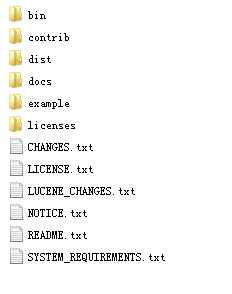 bin
contrib
dist
docs
example
licenses
CHANGES.txt
LICENSE.txt
LUCENE_CHANGES.txt
NOTICE.txt
README.txt
SYSTEM_REQUIREMENTS.txt